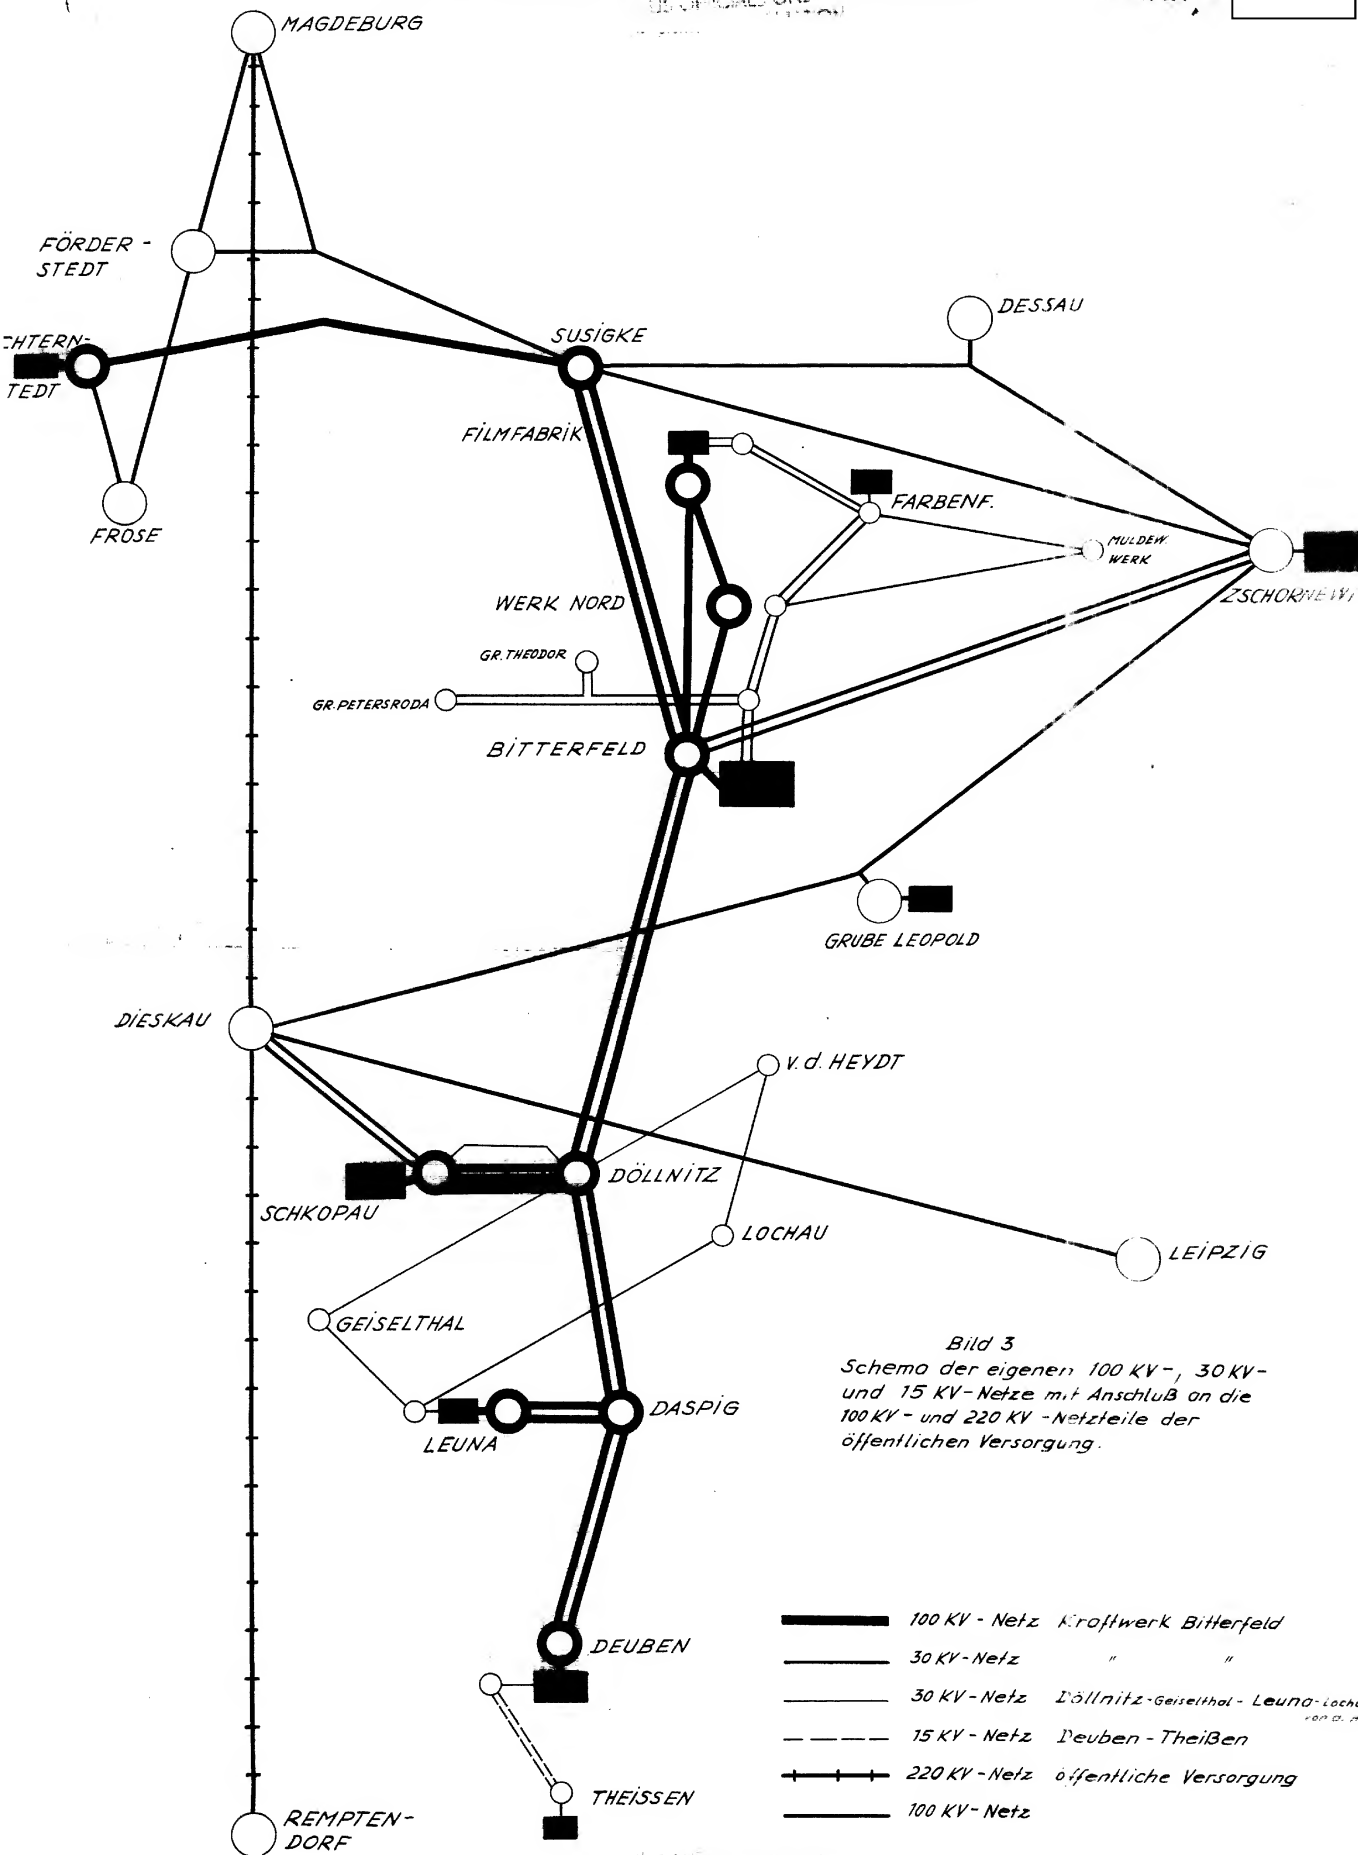 MAGDEBURG
FÖRDER-
STEDT
DESSAU
SUSIGKE
TEDT
FILMFABRIK
FARBENF.
FROSE
MULDEW.
WERK
WERK NORD
GR. THEODOR
GR. PETERSRODA
BITTERFELD
GRUBE LEOPOLD
DIESKAU
V. d. HEYDT
DÖLLNITZ
SCHKOPAU
LOCHAU
LEIPZIG
GEISELTHAL
DASPIG
LEUNA
Bild 3
Schema der eigenen 100 KV-, 30 KV-
und 15 KV-Netze mit Anschluß an die
100 KV- und 220 KV-Netzteile der
öffentlichen Versorgung.
DEUBEN
THEISSEN
REMPTEN-
DORF
100 KV-Netz Kraftwerk Bitterfeld
30 KV-Netz " "
30 KV-Netz Döllnitz-Geiselthal-Leuna-
15 KV-Netz Deuben-Theißen
220 KV-Netz öffentliche Versorgung
100 KV-Netz